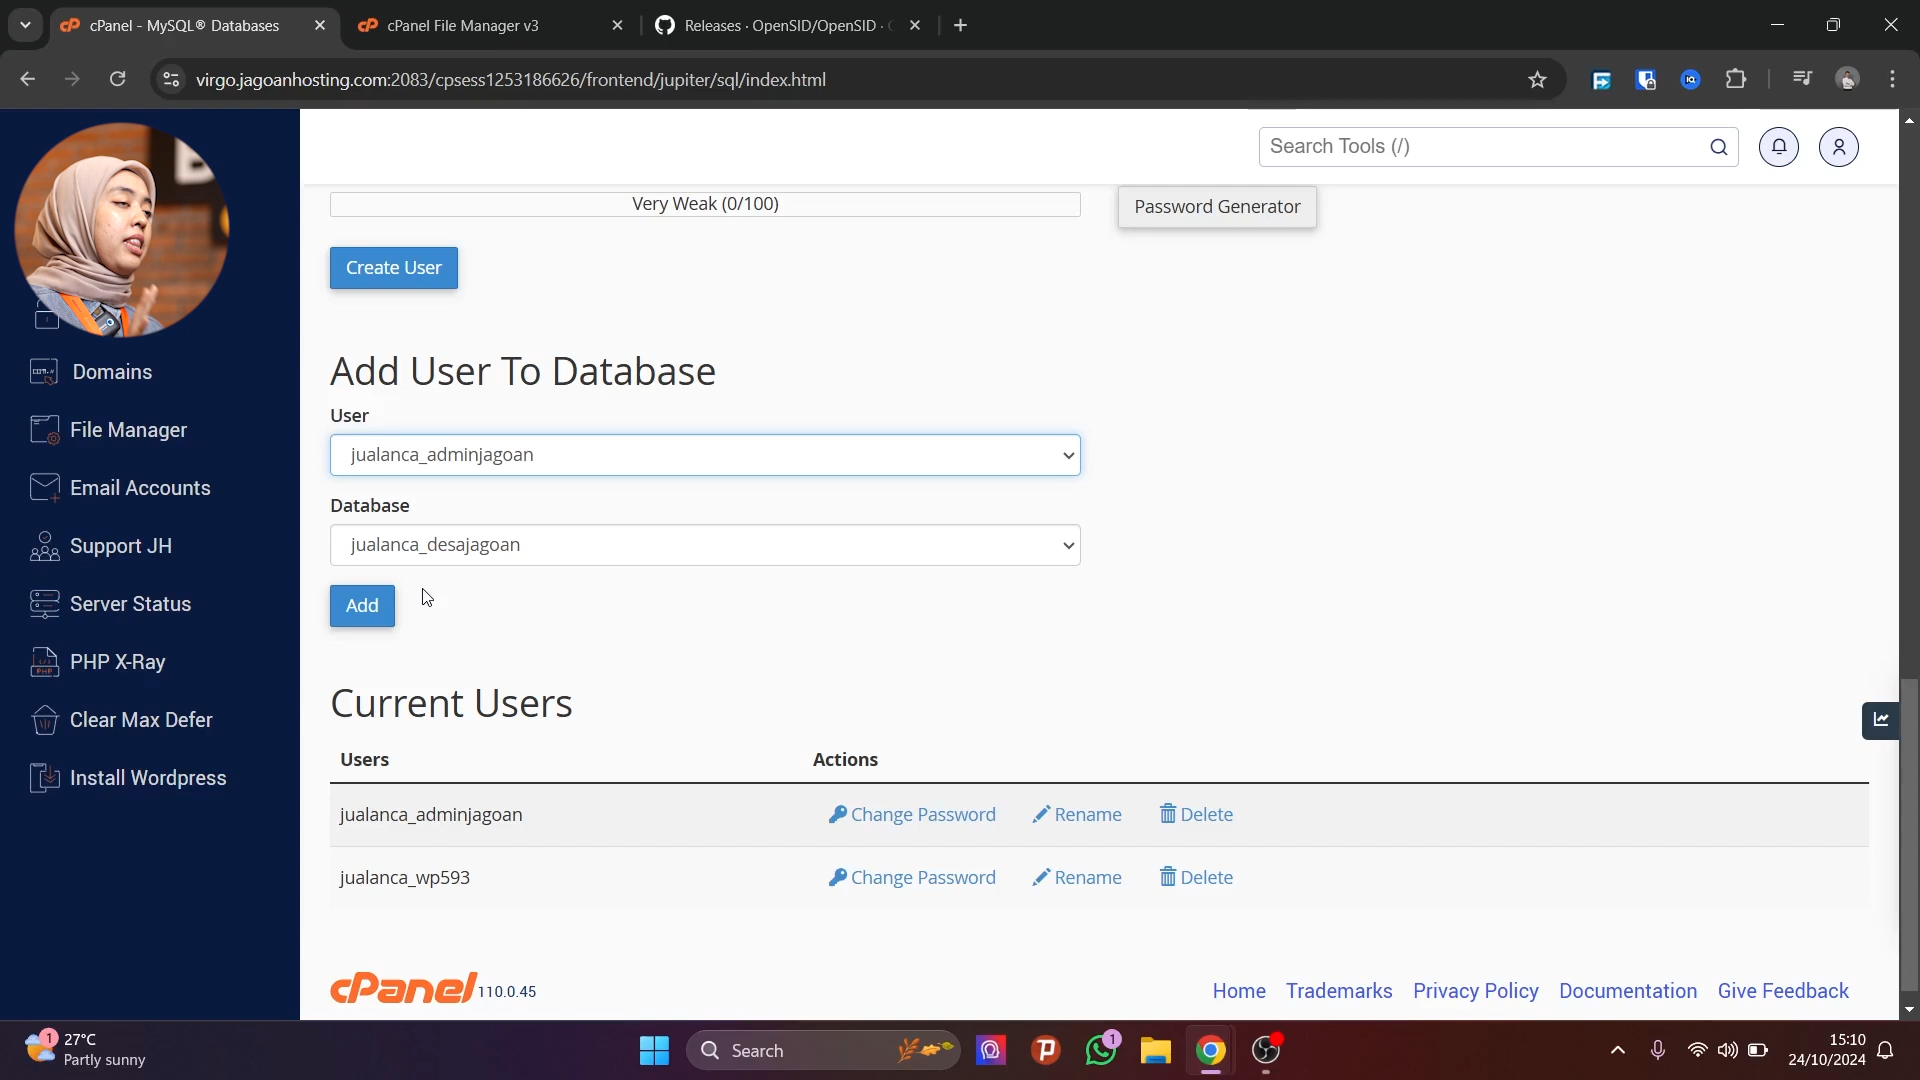 cPanel - MySQL® Databases
cPanel File Manager v3
Releases · OpenSID/OpenSID ·
virgo.jagoanhosting.com:2083/cpsess1253186626/frontend/jupiter/sql/index.html
Search Tools (/)
Very Weak (0/100)
Password Generator
Create User
Domains
File Manager
Email Accounts
Support JH
Server Status
PHP X-Ray
Clear Max Defer
Install Wordpress
Add User To Database
User
jualanca_adminjagoan
Database
jualanca_desajagoan
Add
Current Users
Users Actions
jualanca_adminjagoan Change Password Rename Delete
jualanca_wp593 Change Password Rename Delete
cPanel 110.0.45
Home Trademarks Privacy Policy Documentation Give Feedback
1
27°C
Partly sunny
Search
1
15:10
24/10/2024